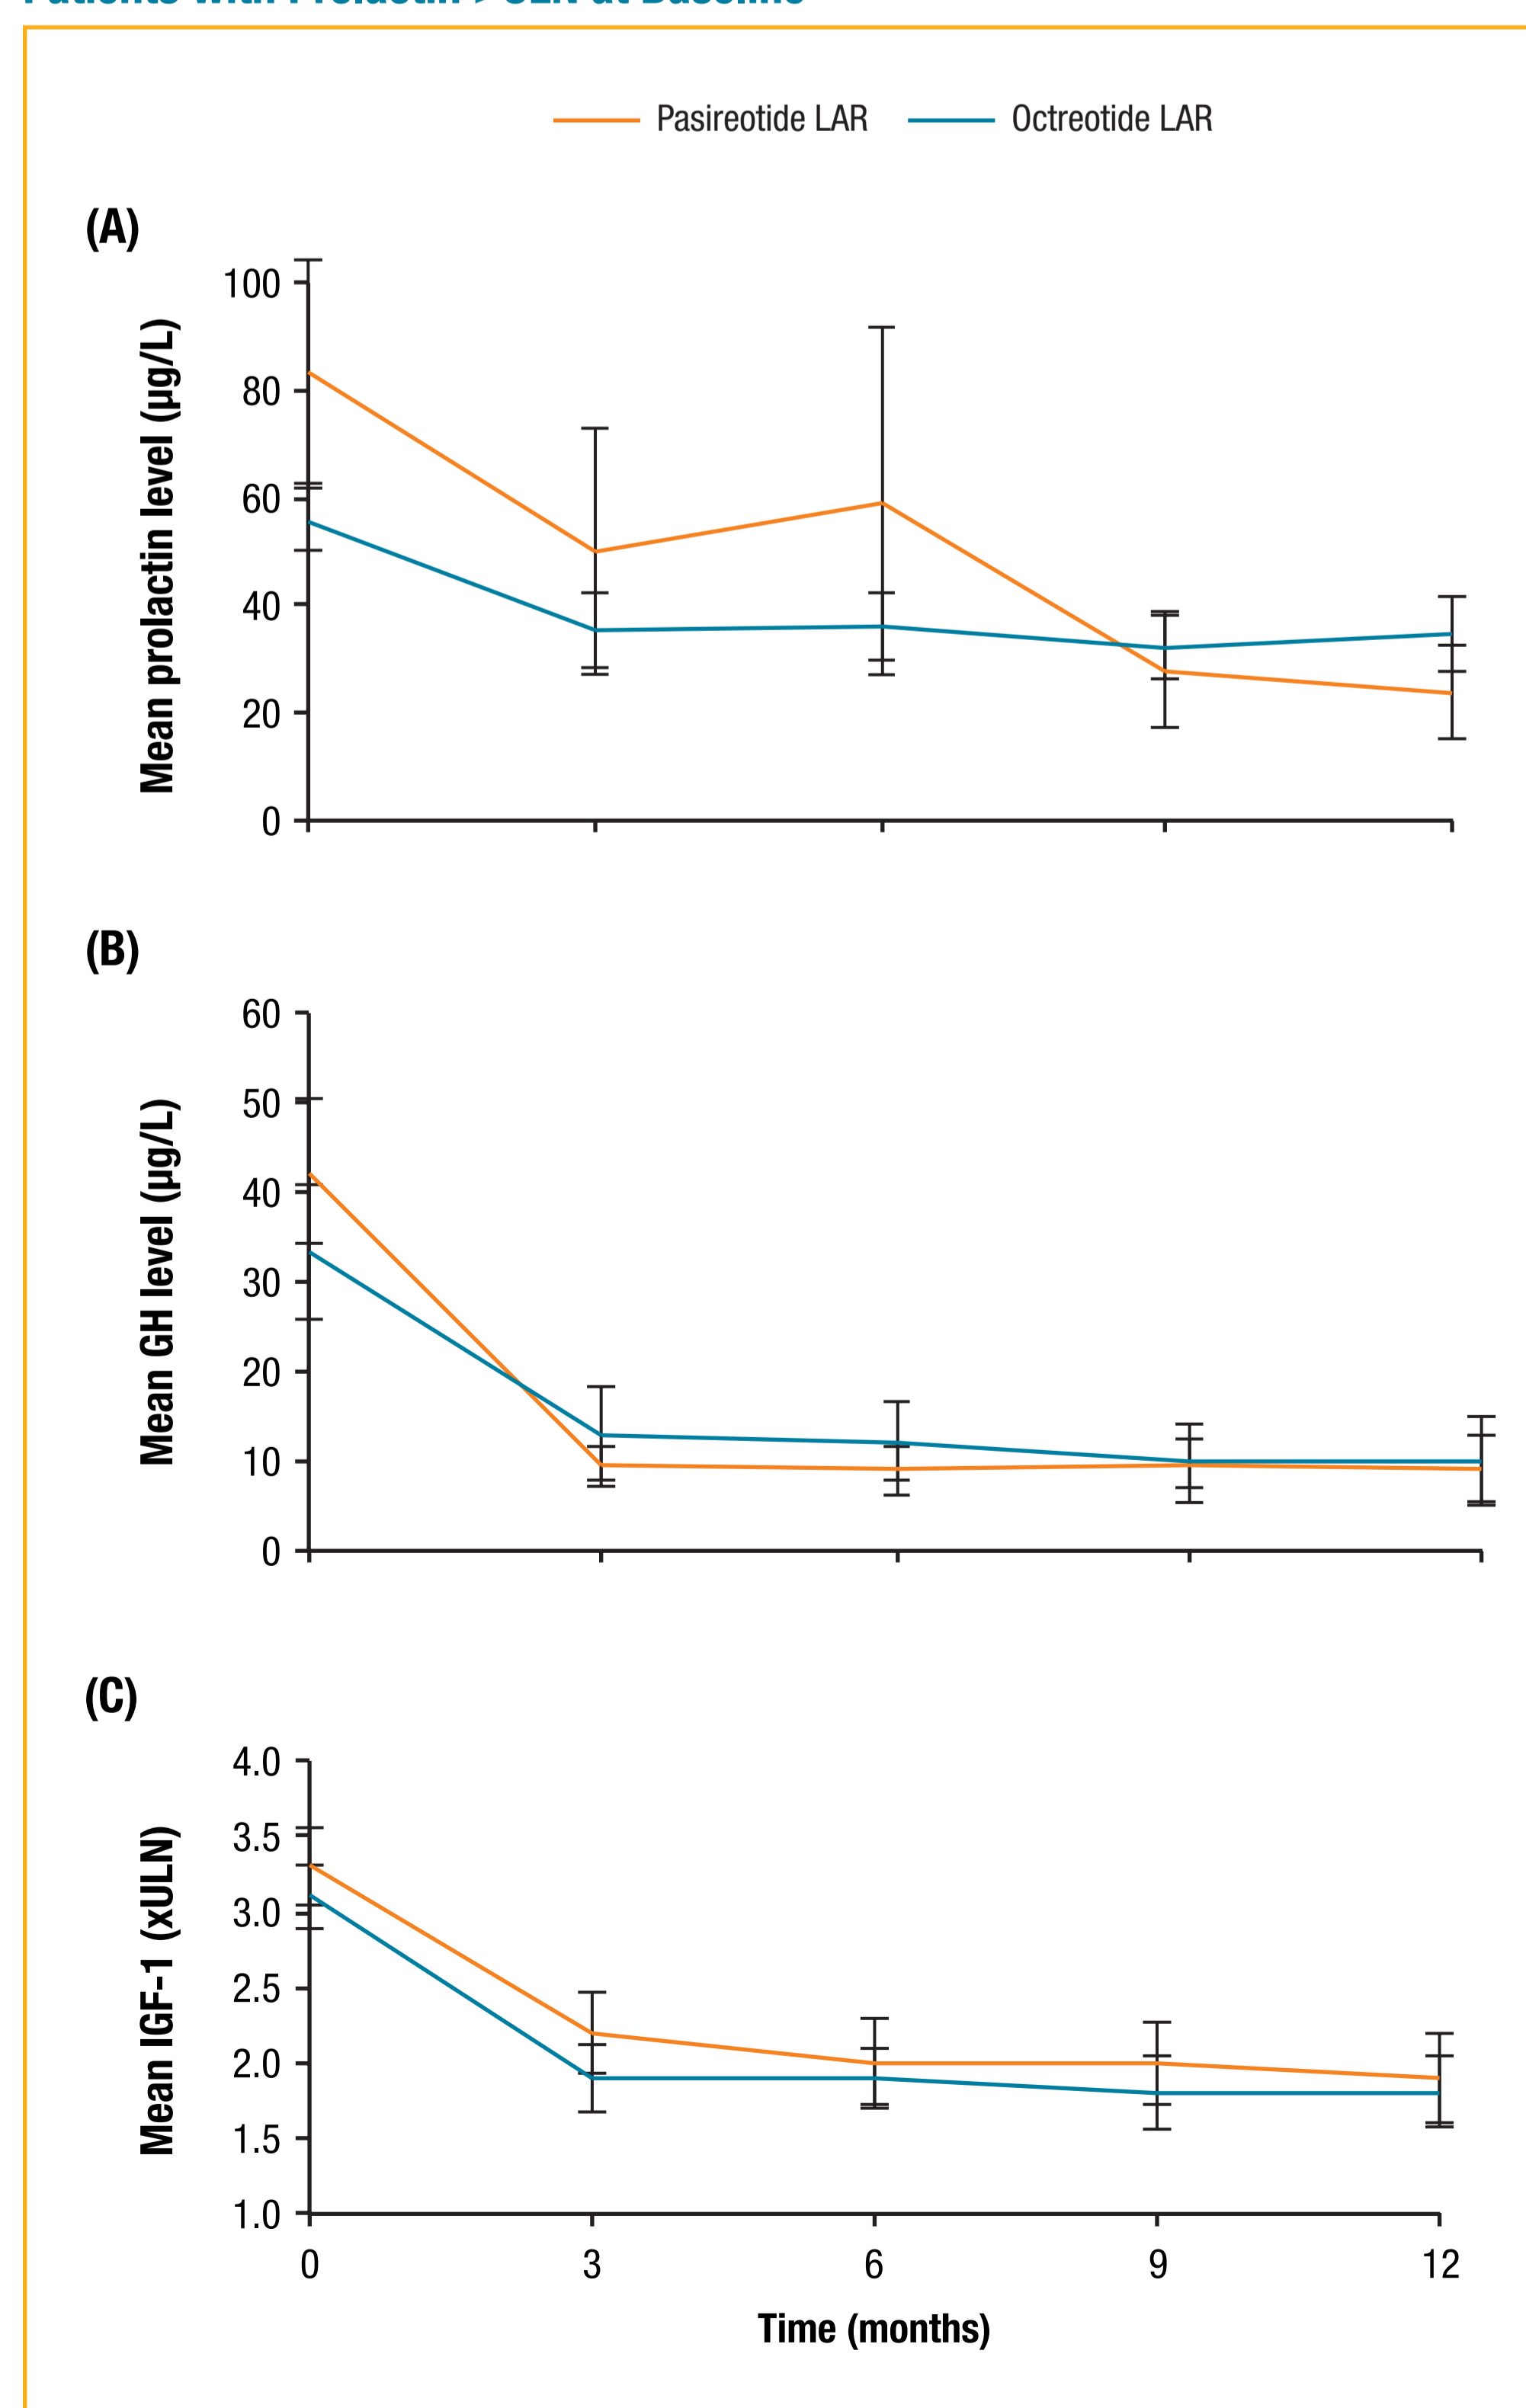 Pasireotide LAR Octreotide LAR
(A)
Mean prolactin level (µg/L)
100
80
60
40
20
0
(B)
Mean GH level (µg/L)
60
50
40
30
20
10
0
(C)
Mean IGF-1 (xULN)
4.0
3.5
3.0
2.5
2.0
1.5
1.0
0 3 6 9 12
Time (months)